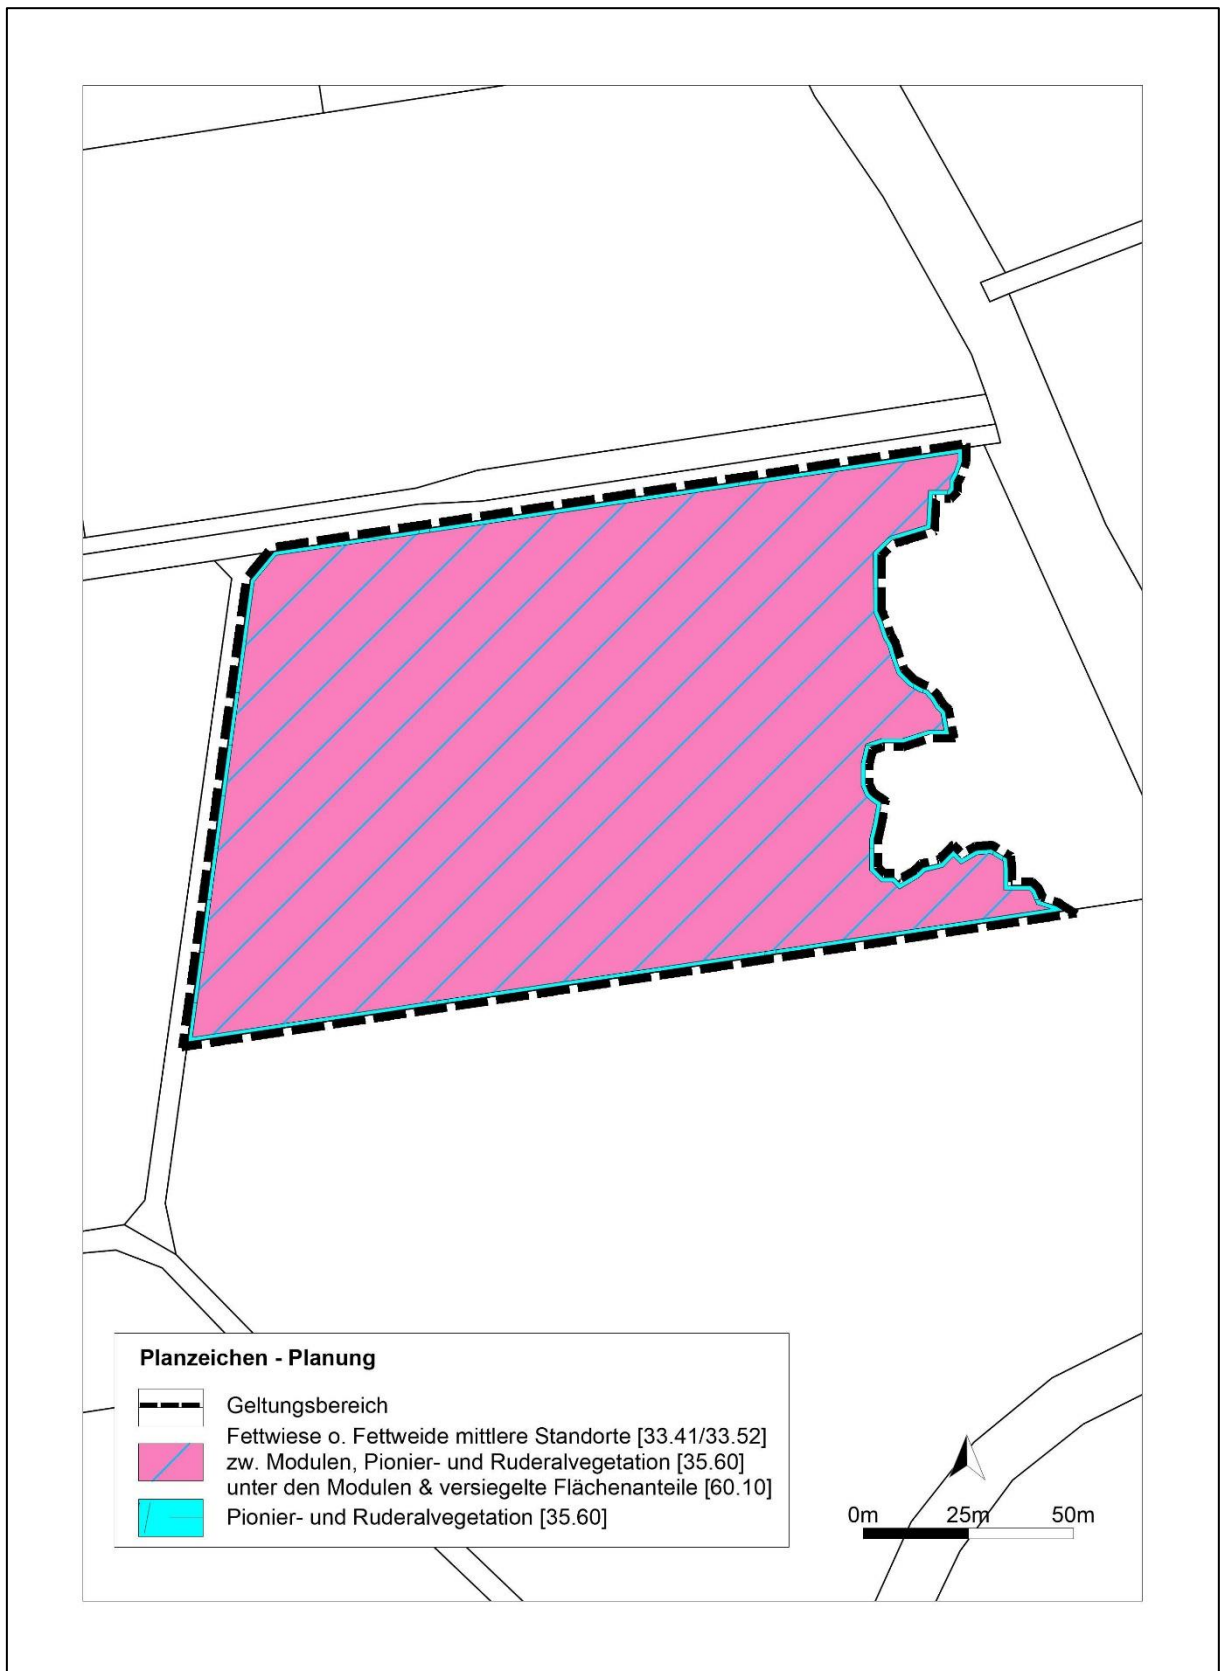 Planzeichen - Planung
Geltungsbereich
Fettwiese o. Fettweide mittlere Standorte [33.41/33.52]
zw. Modulen, Pionier- und Ruderalvegetation [35.60]
unter den Modulen & versiegelte Flächenanteile [60.10]
Pionier- und Ruderalvegetation [35.60]
0m 25m 50m